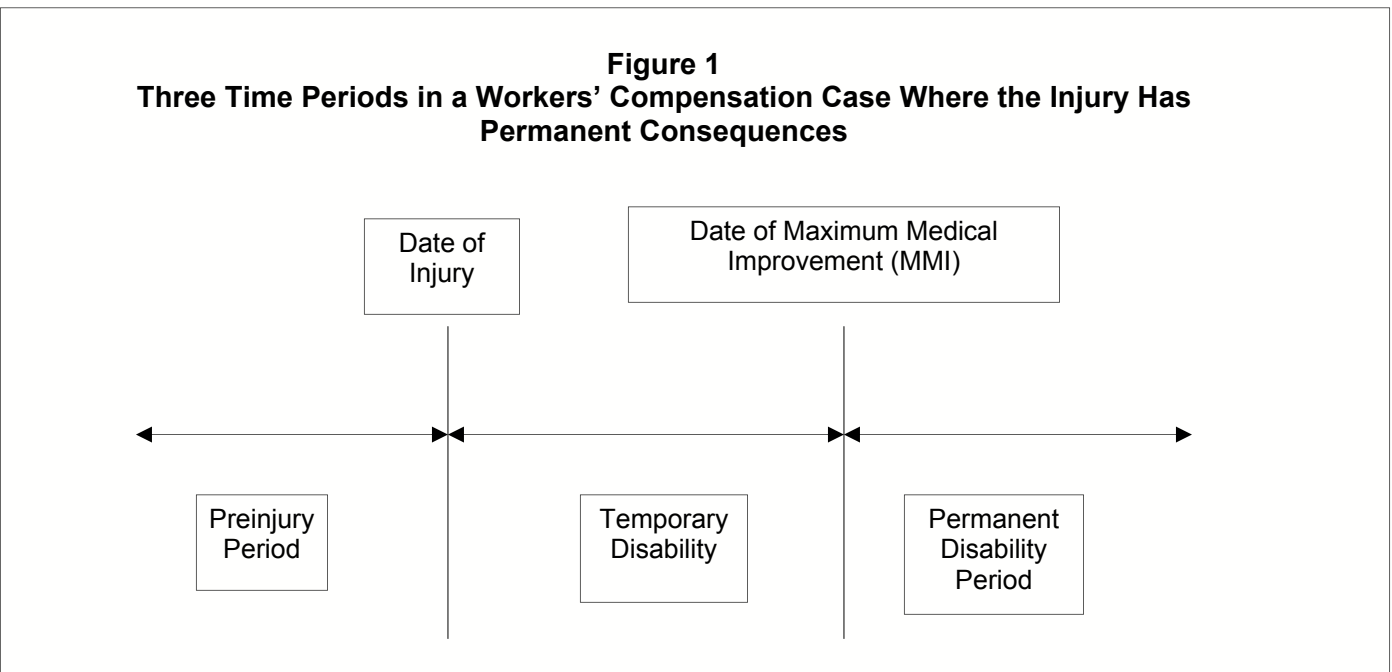 Figure 1
Three Time Periods in a Workers’ Compensation Case Where the Injury Has
Permanent Consequences
Date of
Injury
Date of Maximum Medical
Improvement (MMI)
Preinjury
Period
Temporary
Disability
Permanent
Disability
Period